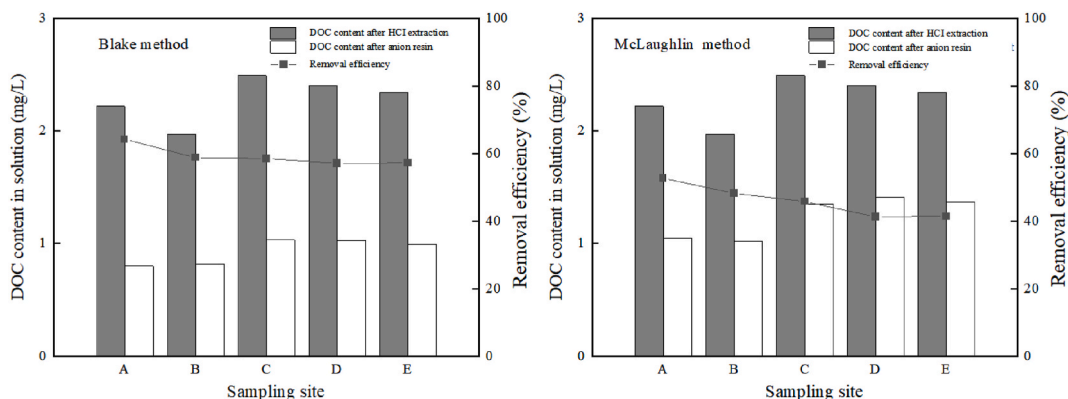 Blake method
DOC content after HCI extraction
DOC content after anion resin
Removal efficiency
DOC content in solution (mg/L)
3
2
1
0
Removal efficiency (%)
100
80
60
40
20
0
A B C D E
Sampling site
McLaughlin method
DOC content after HCI extraction
DOC content after anion resin
Removal efficiency
DOC content in solution (mg/L)
3
2
1
0
Removal efficiency (%)
100
80
60
40
20
0
A B C D E
Sampling site